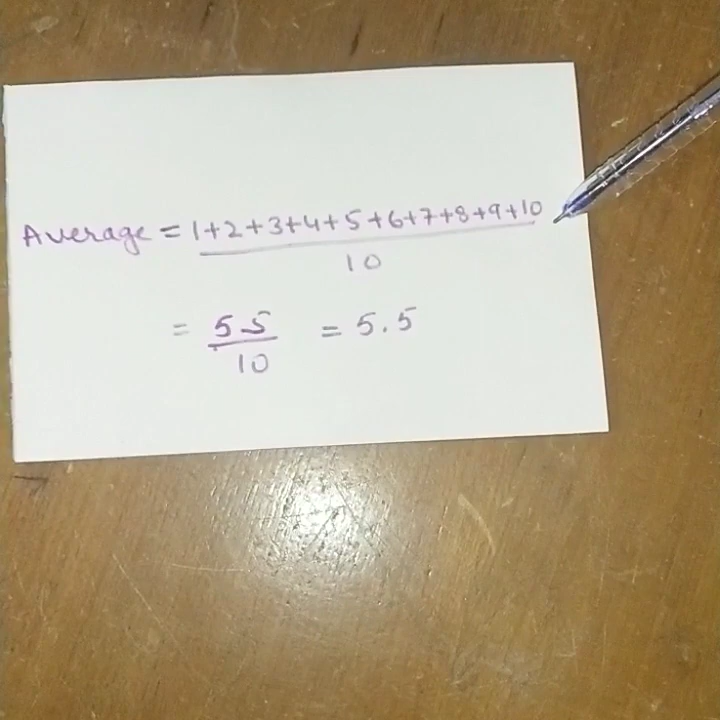 Average = 1+2+3+4+5+6+7+8+9+10
10
= 55 = 5.5
10